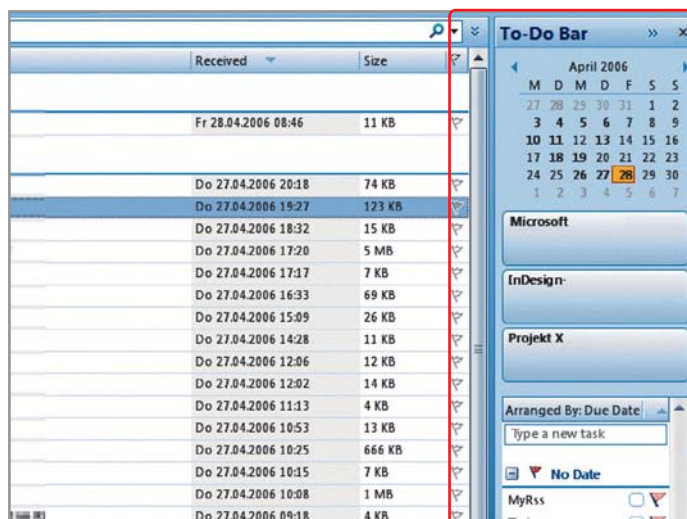 Received Size
Fr 28.04.2006 08:46 11 KB
Do 27.04.2006 20:18 74 KB
Do 27.04.2006 19:27 123 KB
Do 27.04.2006 18:32 15 KB
Do 27.04.2006 17:20 5 MB
Do 27.04.2006 17:17 7 KB
Do 27.04.2006 16:33 69 KB
Do 27.04.2006 15:09 26 KB
Do 27.04.2006 14:28 11 KB
Do 27.04.2006 12:06 12 KB
Do 27.04.2006 12:02 14 KB
Do 27.04.2006 11:13 4 KB
Do 27.04.2006 10:53 13 KB
Do 27.04.2006 10:25 666 KB
Do 27.04.2006 10:15 7 KB
Do 27.04.2006 10:08 1 MB
Do 27.04.2006 09:18 4 KB
To-Do Bar
April 2006
M D M D F S S
27 28 29 30 31 1 2
3 4 5 6 7 8 9
10 11 12 13 14 15 16
17 18 19 20 21 22 23
24 25 26 27 28 29 30
1 2 3 4 5 6 7
Microsoft
InDesign-
Projekt X
Arranged By: Due Date
Type a new task
No Date
MyRss